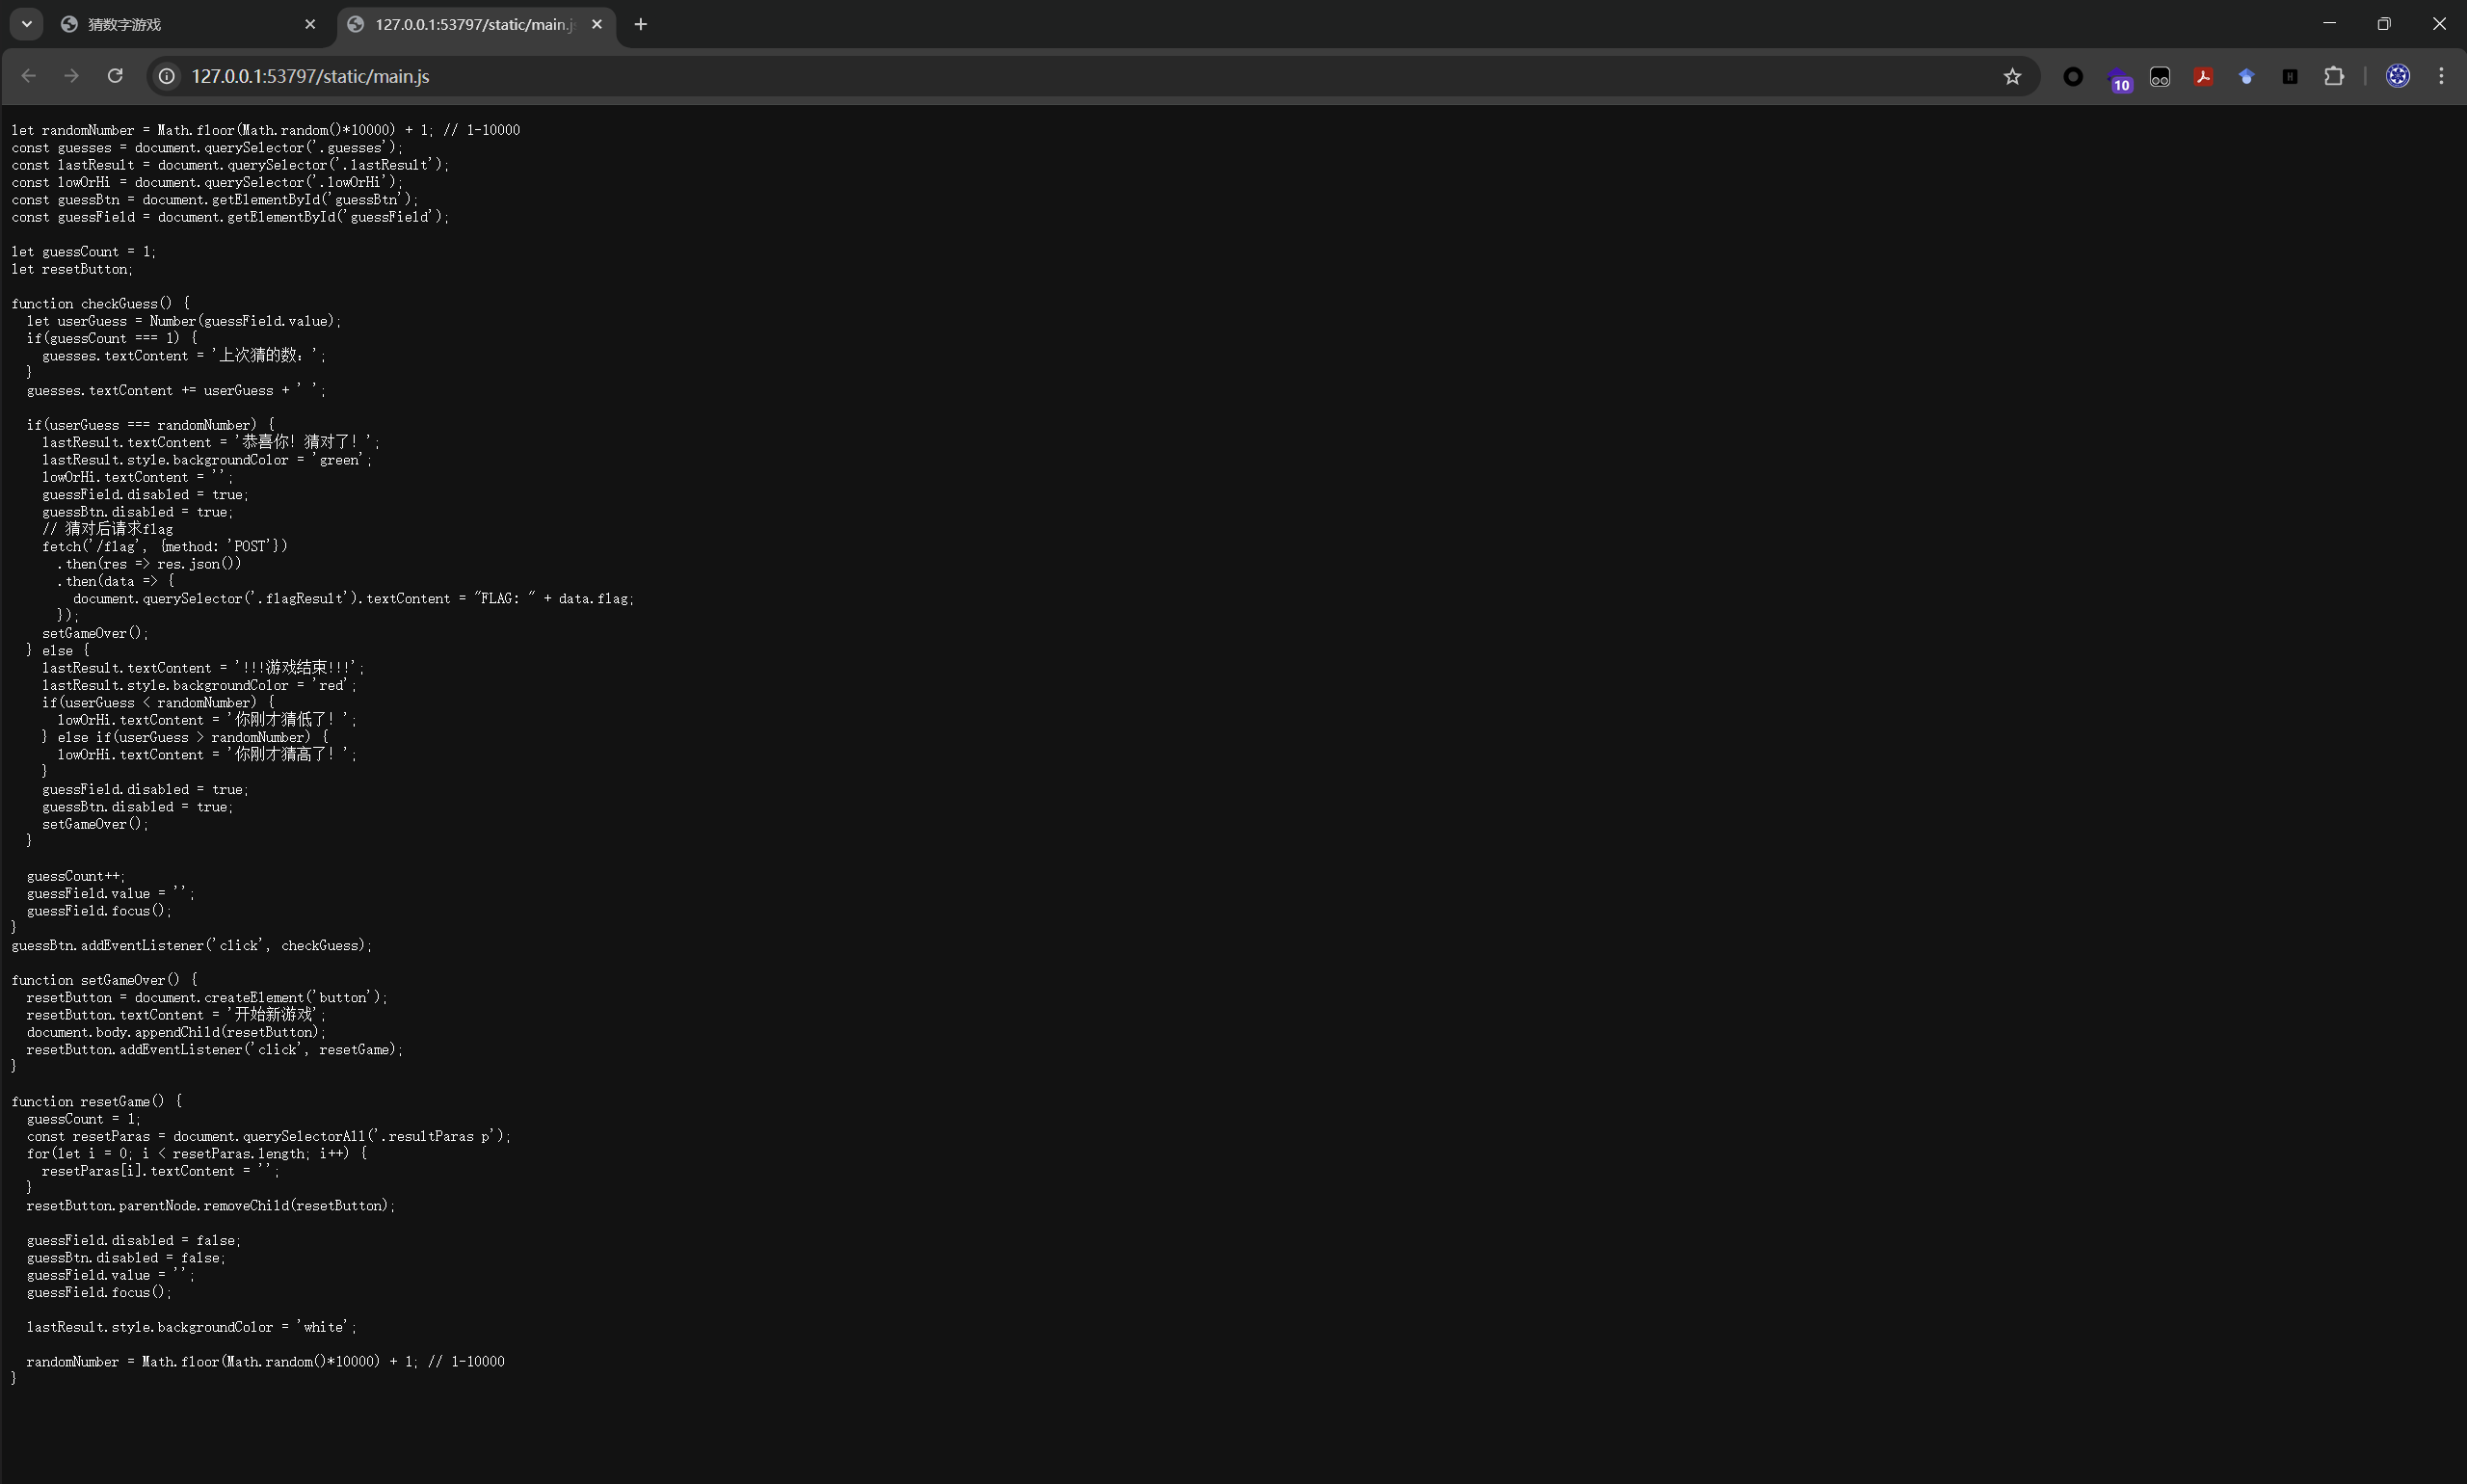 猜数字游戏
127.0.0.1:53797/static/main.j
127.0.0.1:53797/static/main.js
10
let randomNumber = Math.floor(Math.random()*10000) + 1; // 1-10000
const guesses = document.querySelector('.guesses');
const lastResult = document.querySelector('.lastResult');
const lowOrHi = document.querySelector('.lowOrHi');
const guessBtn = document.getElementById('guessBtn');
const guessField = document.getElementById('guessField');

let guessCount = 1;
let resetButton;

function checkGuess() {
  let userGuess = Number(guessField.value);
  if(guessCount === 1) {
    guesses.textContent = '上次猜的数：';
  }
  guesses.textContent += userGuess + ' ';

  if(userGuess === randomNumber) {
    lastResult.textContent = '恭喜你！猜对了！';
    lastResult.style.backgroundColor = 'green';
    lowOrHi.textContent = '';
    guessField.disabled = true;
    guessBtn.disabled = true;
    // 猜对后请求flag
    fetch('/flag', {method: 'POST'})
      .then(res => res.json())
      .then(data => {
        document.querySelector('.flagResult').textContent = "FLAG: " + data.flag;
      });
    setGameOver();
  } else {
    lastResult.textContent = '!!!游戏结束!!!';
    lastResult.style.backgroundColor = 'red';
    if(userGuess < randomNumber) {
      lowOrHi.textContent = '你刚才猜低了！';
    } else if(userGuess > randomNumber) {
      lowOrHi.textContent = '你刚才猜高了！';
    }
    guessField.disabled = true;
    guessBtn.disabled = true;
    setGameOver();
  }

  guessCount++;
  guessField.value = '';
  guessField.focus();
}
guessBtn.addEventListener('click', checkGuess);

function setGameOver() {
  resetButton = document.createElement('button');
  resetButton.textContent = '开始新游戏';
  document.body.appendChild(resetButton);
  resetButton.addEventListener('click', resetGame);
}

function resetGame() {
  guessCount = 1;
  const resetParas = document.querySelectorAll('.resultParas p');
  for(let i = 0; i < resetParas.length; i++) {
    resetParas[i].textContent = '';
  }
  resetButton.parentNode.removeChild(resetButton);

  guessField.disabled = false;
  guessBtn.disabled = false;
  guessField.value = '';
  guessField.focus();

  lastResult.style.backgroundColor = 'white';

  randomNumber = Math.floor(Math.random()*10000) + 1; // 1-10000
}